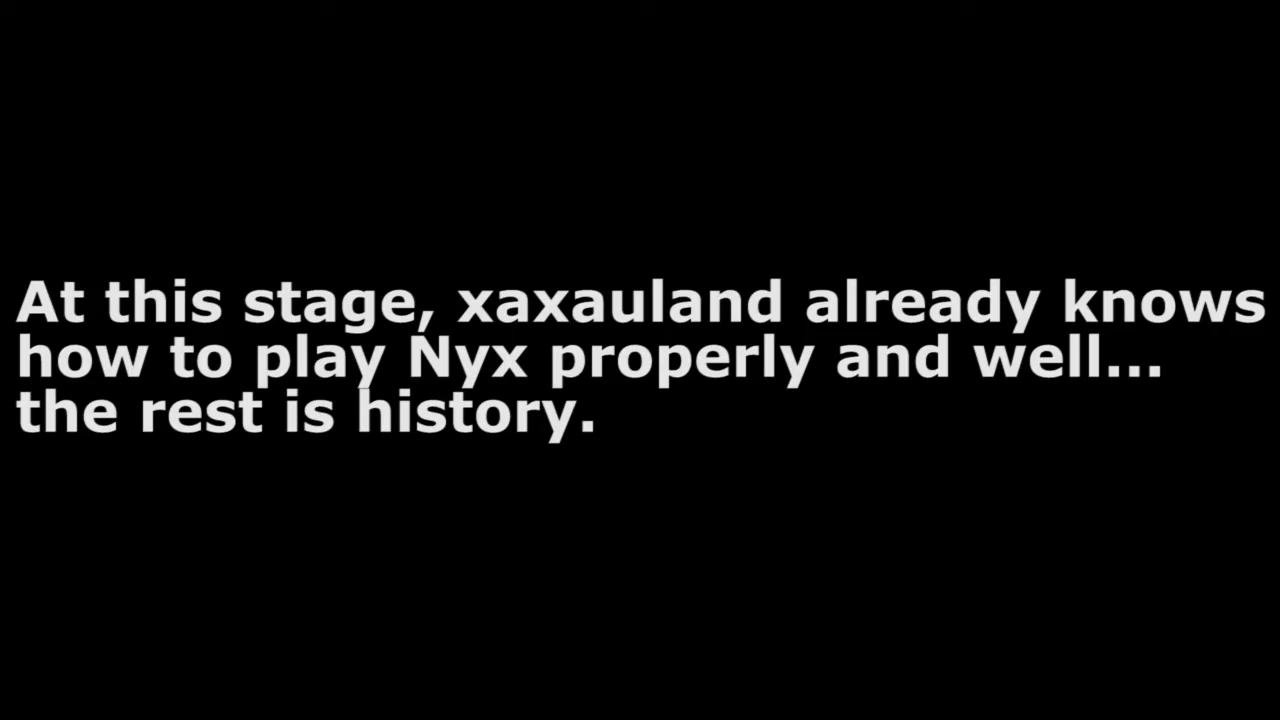 At this stage, xaxauland already knows
how to play Nyx properly and well...
the rest is history.